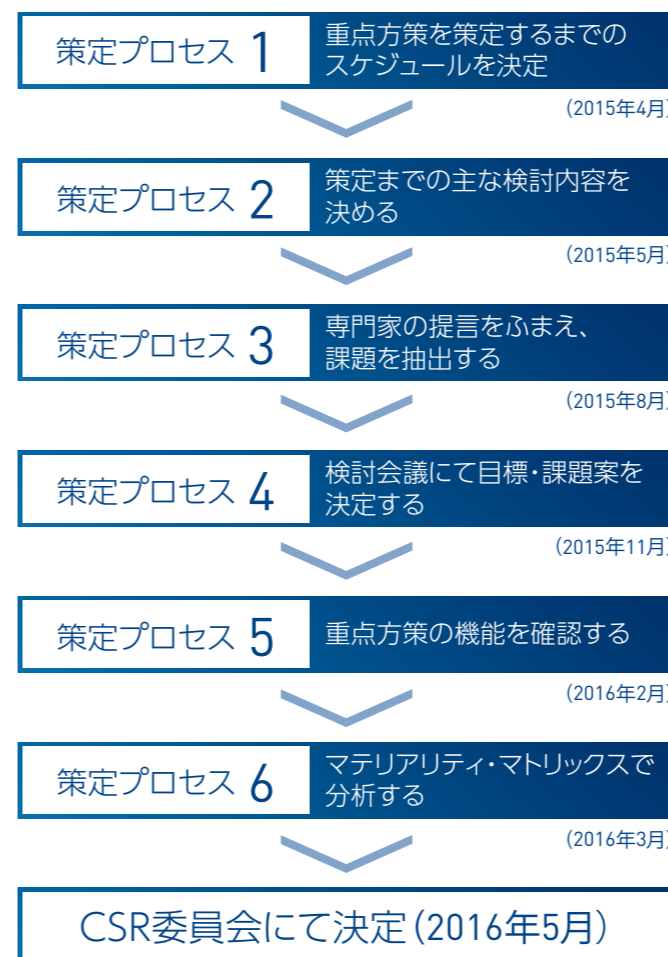 策定プロセス 1
重点方策を策定するまでの
スケジュールを決定
(2015年4月)
策定プロセス 2
策定までの主な検討内容を
決める
(2015年5月)
策定プロセス 3
専門家の提言をふまえ、
課題を抽出する
(2015年8月)
策定プロセス 4
検討会議にて目標・課題案を
決定する
(2015年11月)
策定プロセス 5
重点方策の機能を確認する
(2016年2月)
策定プロセス 6
マテリアリティ・マトリックスで
分析する
(2016年3月)
CSR委員会にて決定(2016年5月)